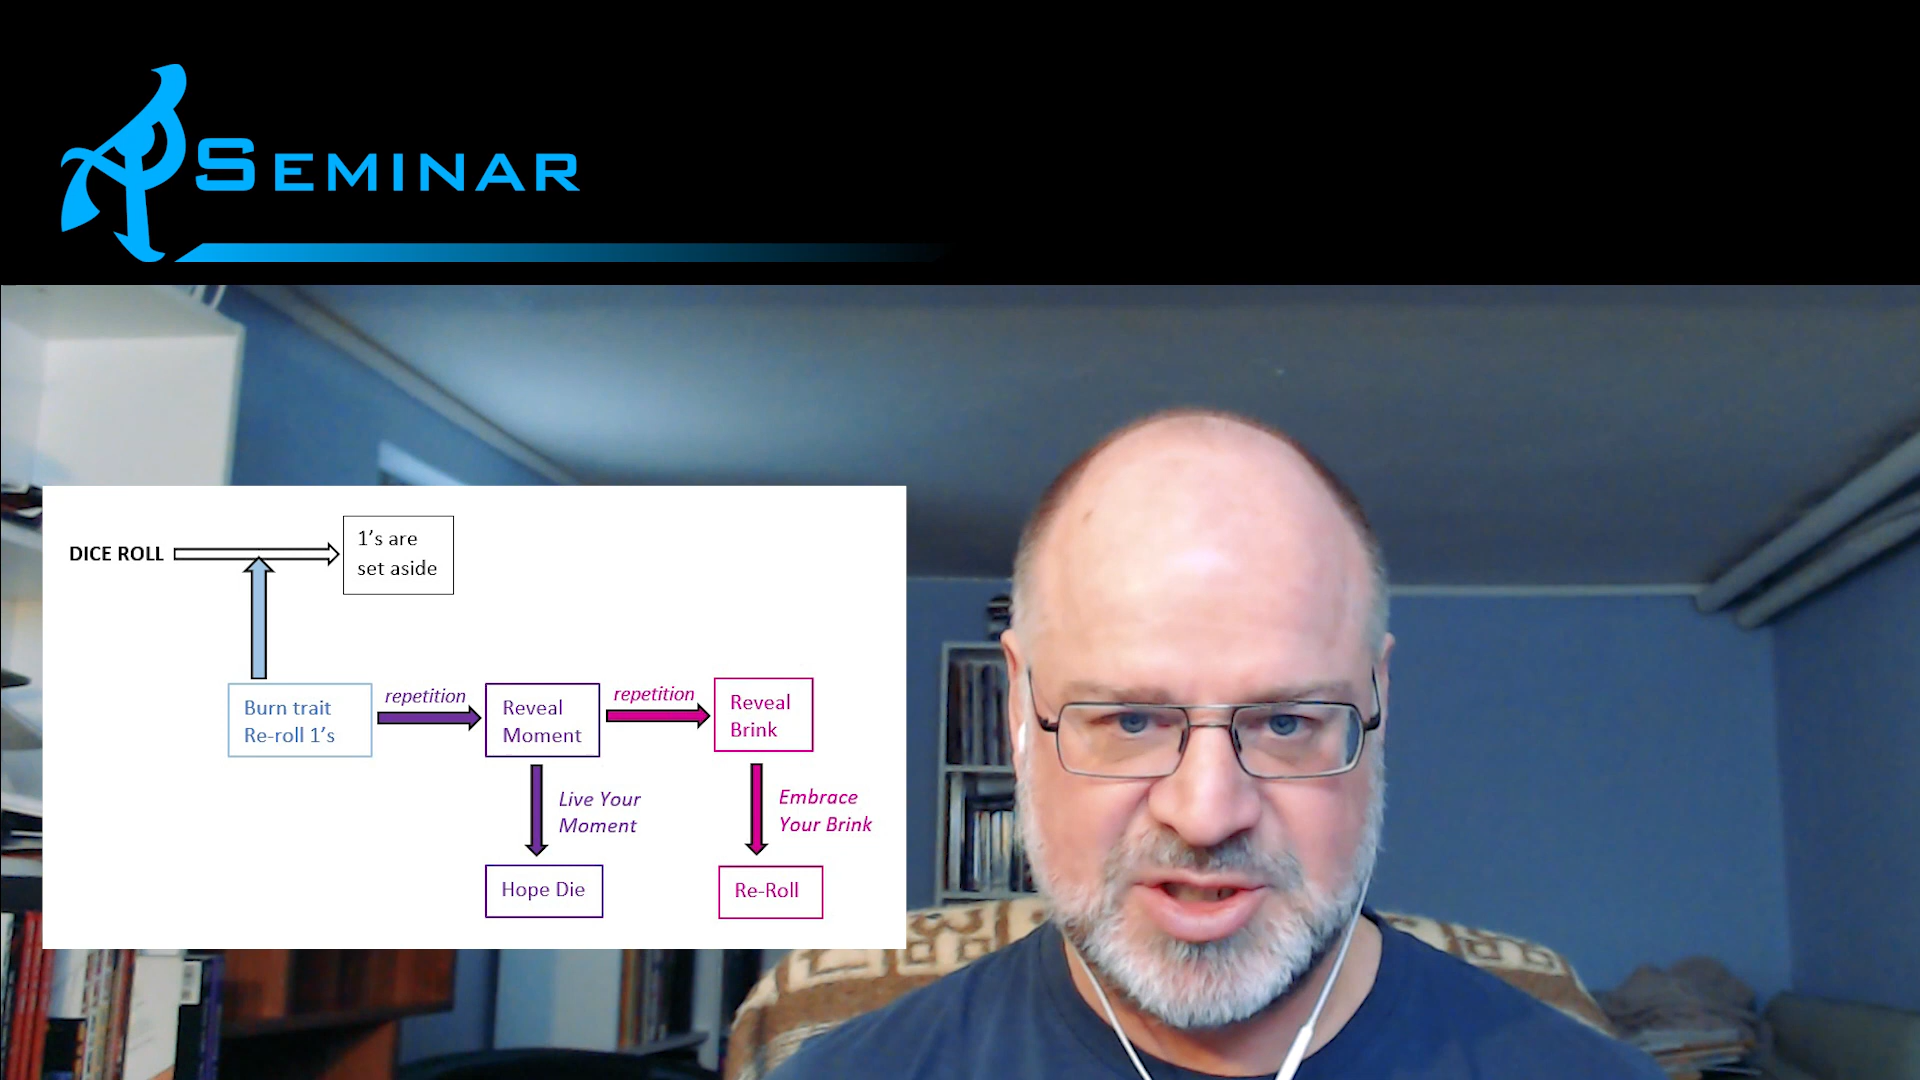 SEMINAR
DICE ROLL
1's are
set aside
Burn trait
Re-roll 1's
repetition
Reveal
Moment
repetition
Reveal
Brink
Live Your
Moment
Embrace
Your Brink
Hope Die
Re-Roll